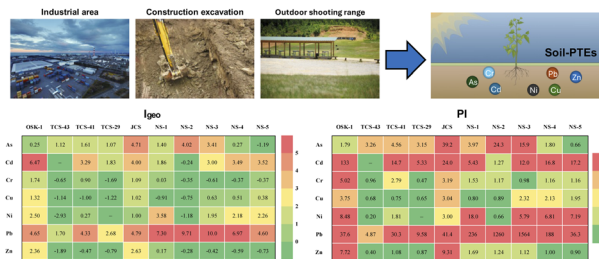 Industrial area
Construction excavation
Outdoor shooting range
Soil-PTEs
Cr Pb Zn
As Cd Ni Cu
Igeo
OSK-1 TCS-43 TCS-41 TCS-29 JCS NS-1 NS-2 NS-3 NS-4 NS-5
As 0.25 1.12 1.61 1.07 4.71 1.40 4.02 3.41 0.27 -1.19
Cd 6.47 – 3.29 1.83 4.00 1.86 -0.24 3.00 3.49 3.52
Cr 1.74 -0.65 0.90 -1.69 1.09 0.03 -0.35 -0.61 -0.37 -0.37
Cu 1.32 -1.14 -1.00 -1.22 1.02 -0.91 -0.75 0.63 0.51 0.38
Ni 2.50 -2.93 0.27 – 1.00 3.58 -1.18 1.95 2.18 2.26
Pb 4.65 1.70 4.33 2.68 4.79 7.30 9.71 10.0 6.97 4.60
Zn 2.36 -1.89 -0.47 -0.79 2.63 0.17 -0.28 -0.42 -0.59 -0.73
5
4
3
2
1
0
PI
OSK-1 TCS-43 TCS-41 TCS-29 JCS NS-1 NS-2 NS-3 NS-4 NS-5
As 1.79 3.26 4.56 3.15 39.2 3.97 24.3 15.9 1.80 0.66
Cd 133 – 14.7 5.33 24.0 5.43 1.27 12.0 16.8 17.2
Cr 5.02 0.96 2.79 0.47 3.19 1.53 1.17 0.98 1.16 1.16
Cu 3.75 0.68 0.75 0.65 3.04 0.80 0.89 2.32 2.13 1.95
Ni 8.48 0.20 1.81 – 3.00 18.0 0.66 5.79 6.81 7.19
Pb 37.6 4.87 30.3 9.58 41.4 236 1260 1564 188 36.3
Zn 7.72 0.40 1.08 0.87 9.31 1.69 1.24 1.12 1.00 0.90